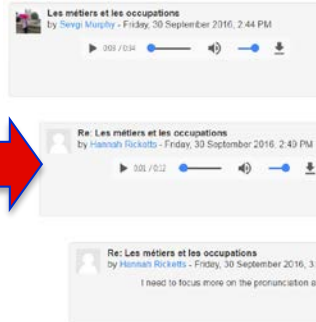 Les métiers et les occupations
by Sevgi Murphy - Friday, 30 September 2016, 2:44 PM
0:03 / 0:34
Re: Les métiers et les occupations
by Hannah Ricketts - Friday, 30 September 2016, 2:49 PM
0:01 / 0:12
Re: Les métiers et les occupations
by Hannah Ricketts - Friday, 30 September 2016, 3:
I need to focus more on the pronunciation a